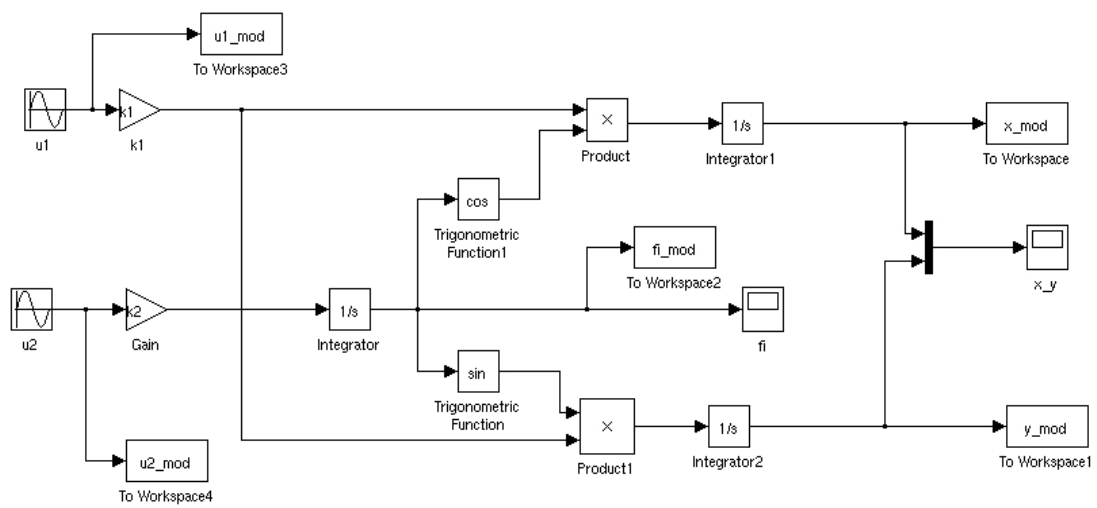 u1_mod
To Workspace3
k1
u1
k1
×
Product
1/s
Integrator1
x_mod
To Workspace
cos
Trigonometric
Function1
fi_mod
To Workspace2
x_y
u2
k2
Gain
1/s
Integrator
fi
sin
Trigonometric
Function
×
Product1
1/s
Integrator2
y_mod
To Workspace1
u2_mod
To Workspace4